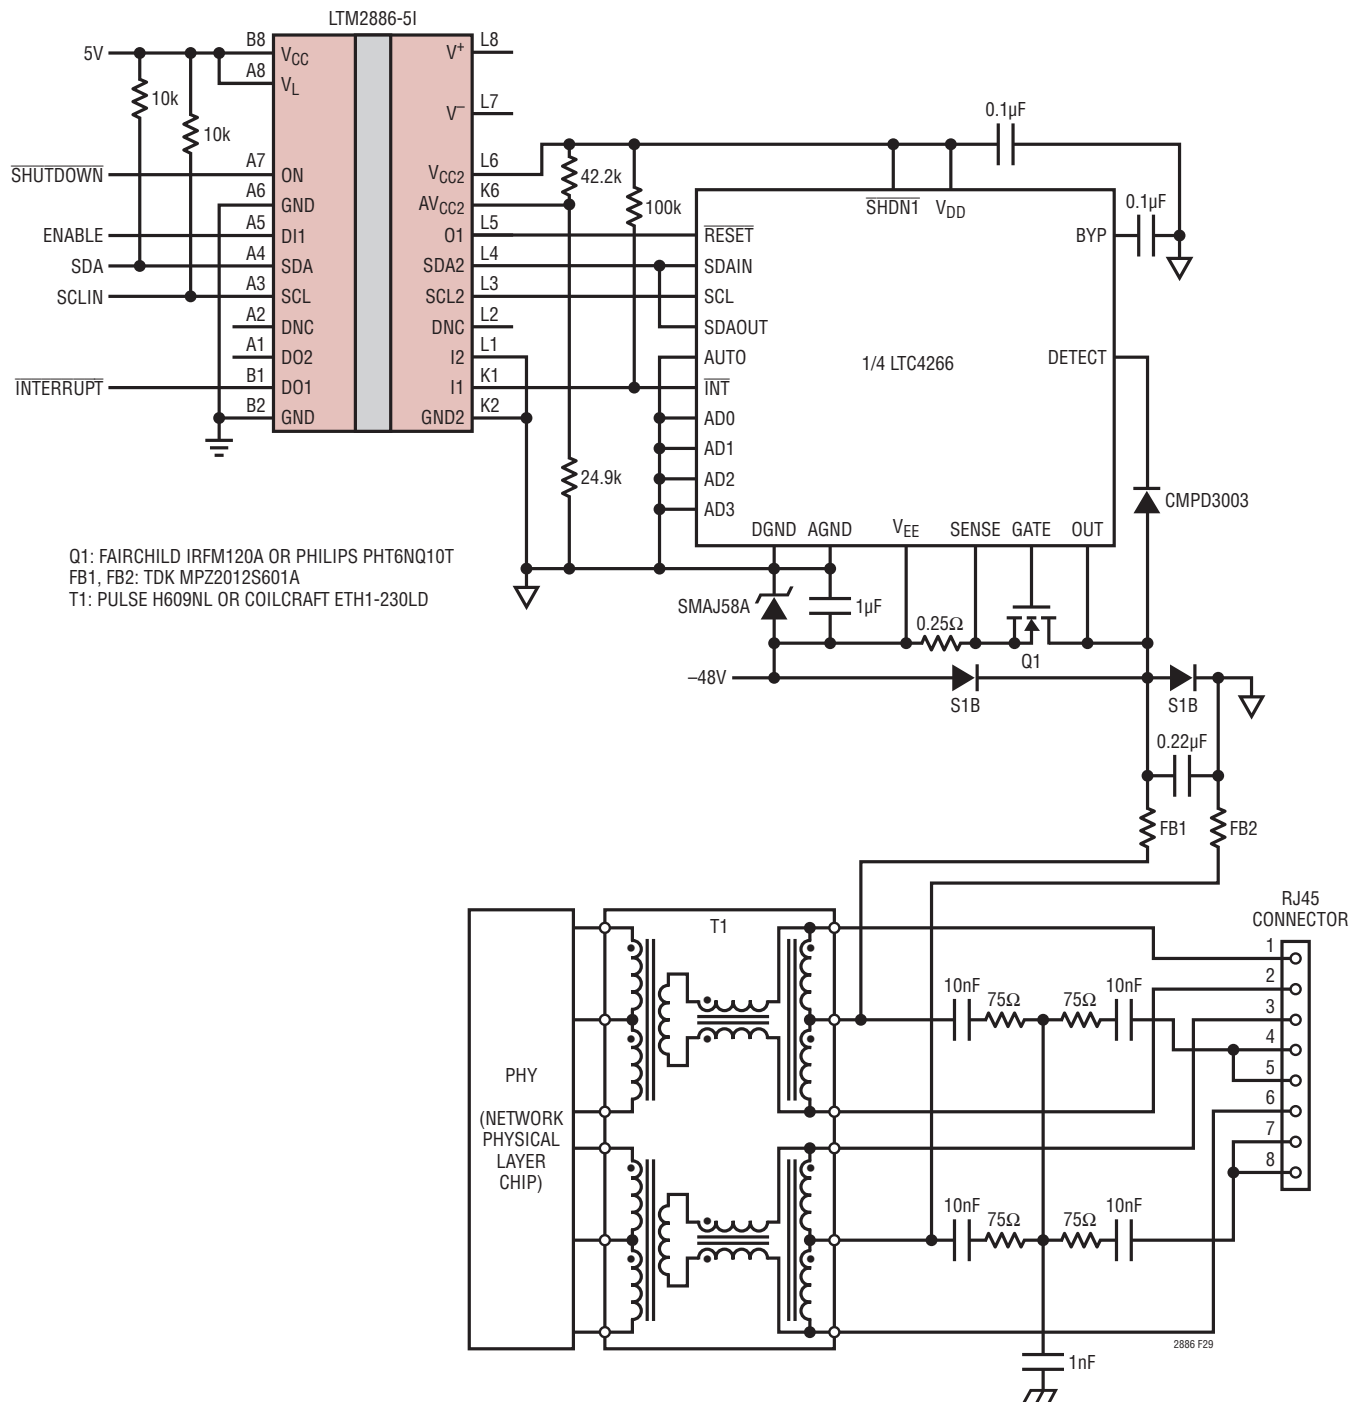 LTM2886-5I
5V
B8
VCC
A8
VL
10k
10k
SHUTDOWN
A7
ON
A6
GND
ENABLE
A5
DI1
SDA
A4
SDA
SCLIN
A3
SCL
A2
DNC
A1
DO2
INTERRUPT
B1
DO1
B2
GND
V+
L8
V–
L7
VCC2
L6
AVCC2
K6
O1
L5
SDA2
L4
SCL2
L3
DNC
L2
I2
L1
I1
K1
GND2
K2
42.2k
100k
24.9k
0.1µF
0.1µF
SHDN1
VDD
RESET
BYP
SDAIN
SCL
SDAOUT
AUTO
1/4 LTC4266
DETECT
INT
AD0
AD1
AD2
AD3
DGND
AGND
VEE
SENSE
GATE
OUT
CMPD3003
Q1: FAIRCHILD IRFM120A OR PHILIPS PHT6NQ10T
FB1, FB2: TDK MPZ2012S601A
T1: PULSE H609NL OR COILCRAFT ETH1-230LD
SMAJ58A
1µF
0.25Ω
Q1
–48V
S1B
S1B
0.22µF
FB1
FB2
RJ45
CONNECTOR
T1
1
2
3
4
5
6
7
8
10nF
75Ω
75Ω
10nF
PHY
(NETWORK
PHYSICAL
LAYER
CHIP)
10nF
75Ω
75Ω
10nF
2886 F29
1nF